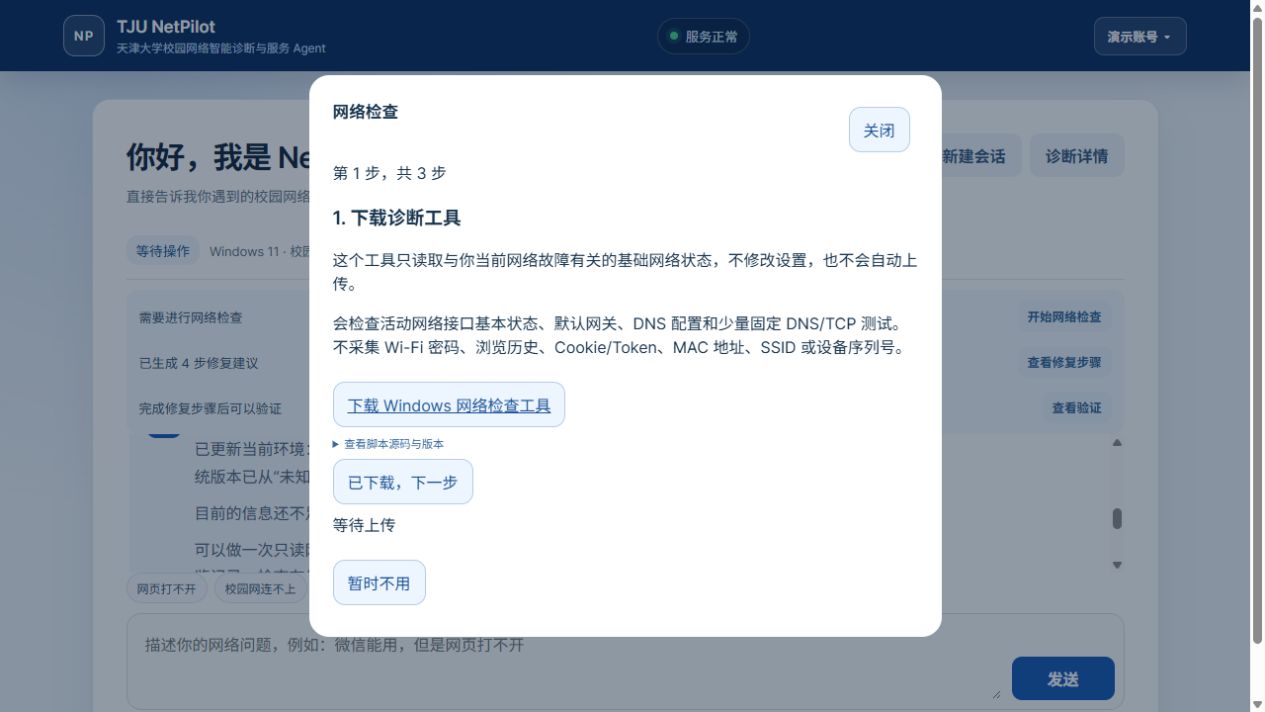 NP
TJU NetPilot
天津大学校园网络智能诊断与服务 Agent
服务正常
演示账号
你好，我是 Ne
直接告诉我你遇到的校园网络
新建会话
诊断详情
等待操作
Windows 11 · 校
需要进行网络检查
开始网络检查
已生成 4 步修复建议
查看修复步骤
完成修复步骤后可以验证
查看验证
已更新当前环境：
统版本已从“未知
目前的信息还不
可以做一次只读
网页打不开
校园网连不上
描述你的网络问题，例如：微信能用，但是网页打不开
发送
网络检查
关闭
第 1 步，共 3 步
1. 下载诊断工具
这个工具只读取与你当前网络故障有关的基础网络状态，不修改设置，也不会自动上
传。
会检查活动网络接口基本状态、默认网关、DNS 配置和少量固定 DNS/TCP 测试。
不采集 Wi-Fi 密码、浏览历史、Cookie/Token、MAC 地址、SSID 或设备序列号。
下载 Windows 网络检查工具
查看脚本源码与版本
已下载，下一步
等待上传
暂时不用